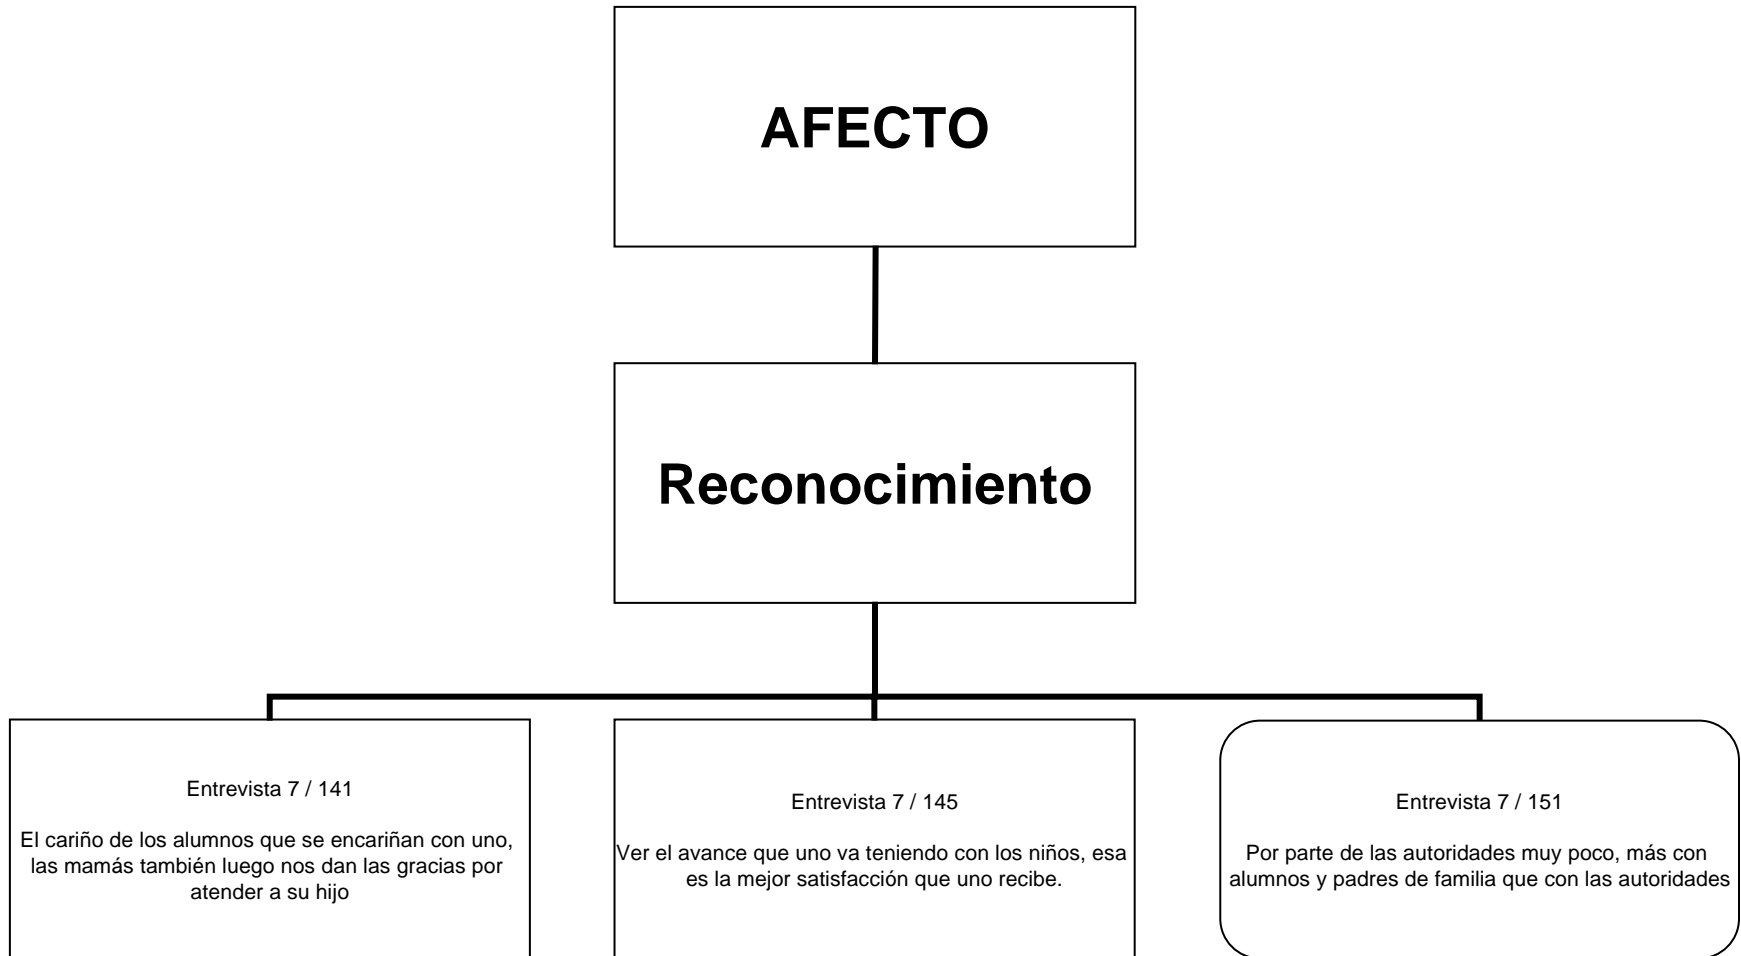 AFECTO
Reconocimiento
Entrevista 7 / 141
El cariño de los alumnos que se encariñan con uno,
las mamás también luego nos dan las gracias por
atender a su hijo
Entrevista 7 / 145
Ver el avance que uno va teniendo con los niños, esa
es la mejor satisfacción que uno recibe.
Entrevista 7 / 151
Por parte de las autoridades muy poco, más con
alumnos y padres de familia que con las autoridades